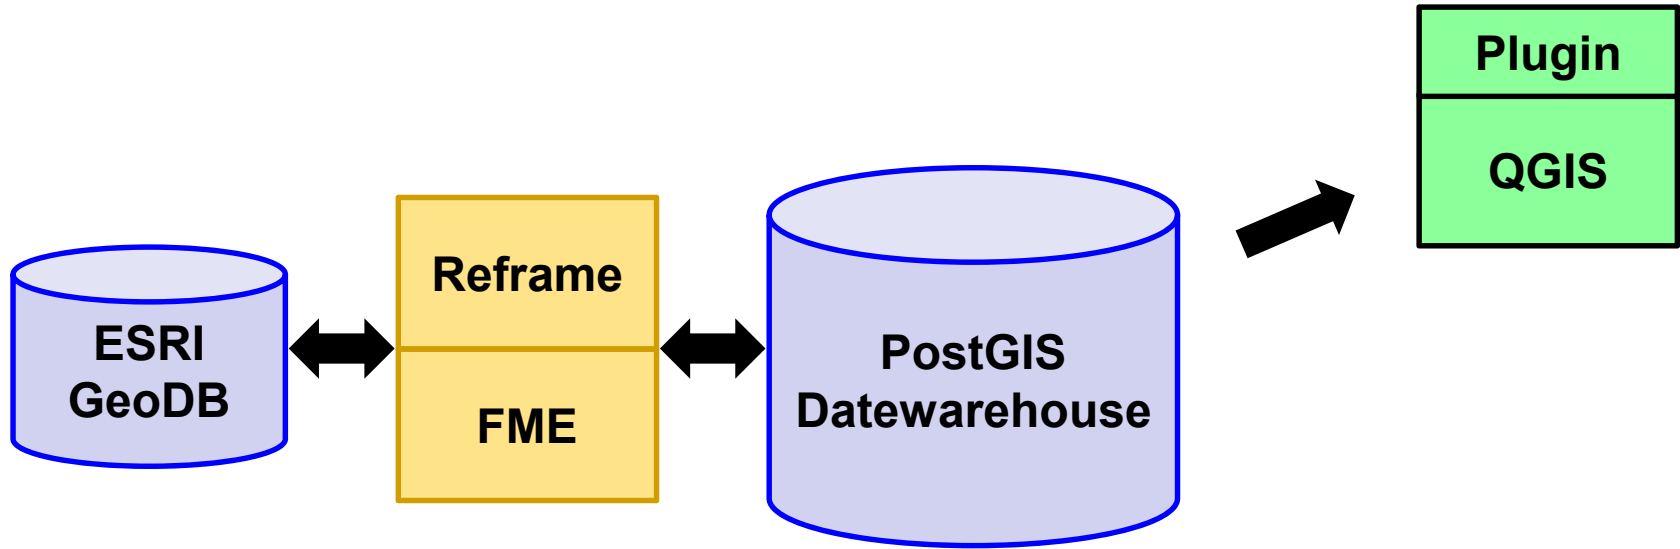 Plugin
QGIS
Reframe
FME
ESRI
GeoDB
PostGIS
Datewarehouse